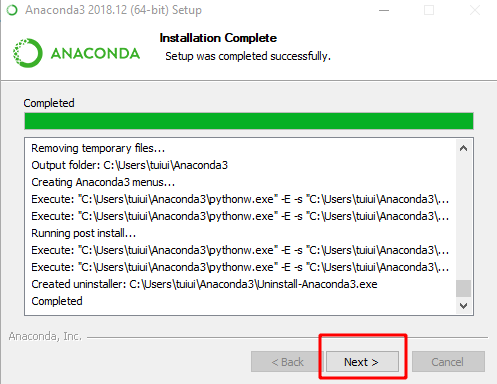 Anaconda3 2018.12 (64-bit) Setup
ANACONDA
Installation Complete
Setup was completed successfully.
Completed
Removing temporary files...
Output folder: C:\Users\tuiui\Anaconda3
Creating Anaconda3 menus...
Execute: "C:\Users\tuiui\Anaconda3\pythonw.exe" -E -s "C:\Users\tuiui\Anaconda3\...
Execute: "C:\Users\tuiui\Anaconda3\pythonw.exe" -E -s "C:\Users\tuiui\Anaconda3\...
Running post install...
Execute: "C:\Users\tuiui\Anaconda3\pythonw.exe" -E -s "C:\Users\tuiui\Anaconda3\...
Execute: "C:\Users\tuiui\Anaconda3\pythonw.exe" -E -s "C:\Users\tuiui\Anaconda3\...
Created uninstaller: C:\Users\tuiui\Anaconda3\Uninstall-Anaconda3.exe
Completed
Anaconda, Inc.
< Back
Next >
Cancel